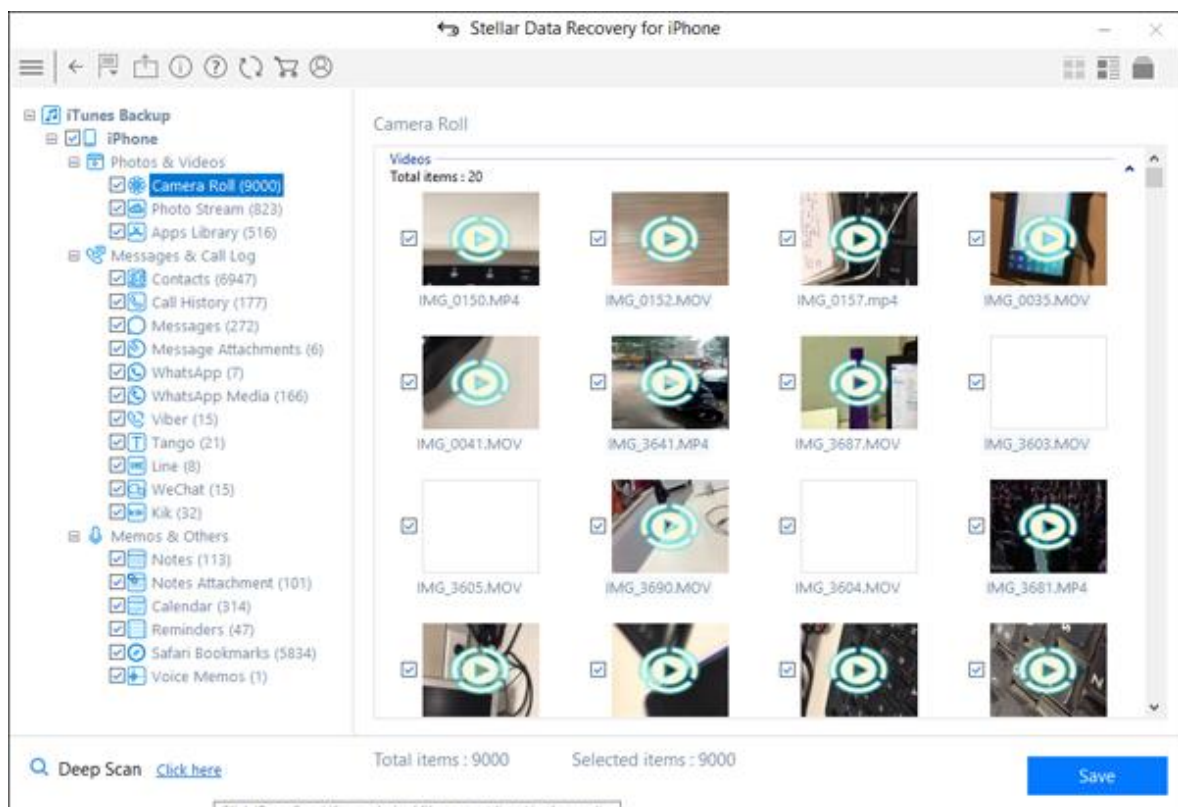 Stellar Data Recovery for iPhone
iTunes Backup
iPhone
Photos & Videos
Camera Roll (9000)
Photo Stream (823)
Apps Library (516)
Messages & Call Log
Contacts (6947)
Call History (177)
Messages (272)
Message Attachments (6)
WhatsApp (7)
WhatsApp Media (166)
Viber (15)
Tango (21)
Line (8)
WeChat (15)
Kik (32)
Memos & Others
Notes (113)
Notes Attachment (101)
Calendar (314)
Reminders (47)
Safari Bookmarks (5834)
Voice Memos (1)
Camera Roll
Videos
Total items : 20
IMG_0150.MP4 IMG_0152.MOV IMG_0157.mp4 IMG_0035.MOV
IMG_0041.MOV IMG_3641.MP4 IMG_3687.MOV IMG_3603.MOV
IMG_3605.MOV IMG_3690.MOV IMG_3604.MOV IMG_3681.MP4
Deep Scan Click here
Total items : 9000 Selected items : 9000
Save